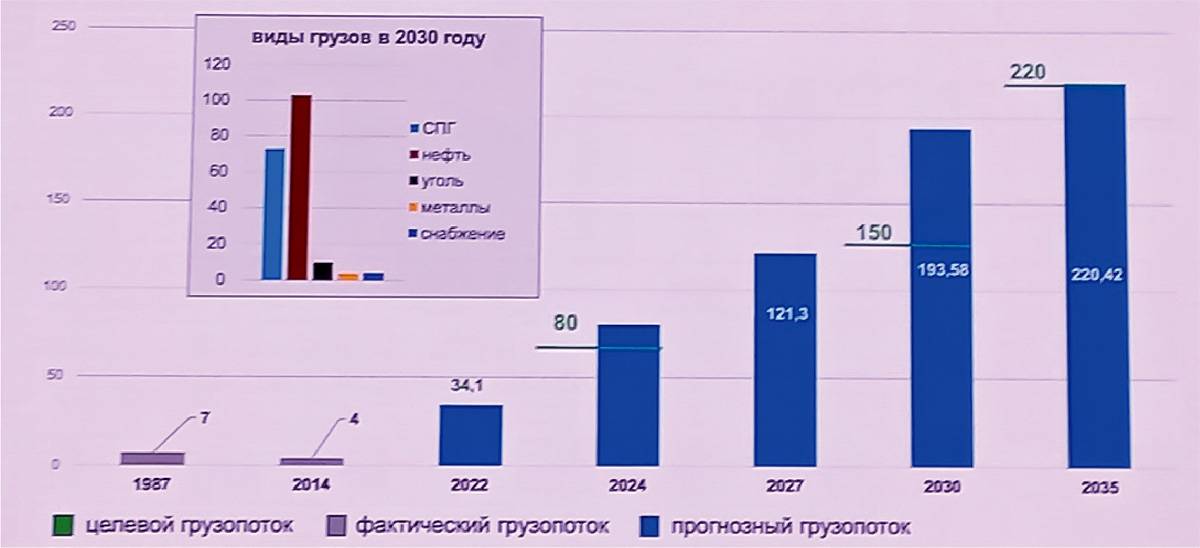 250
200
150
100
50
0
виды грузов в 2030 году
120
100
80
60
40
20
0
СПГ
нефть
уголь
металлы
снабжение
7
4
34,1
80
121,3
150
193,58
220
220,42
1987 2014 2022 2024 2027 2030 2035
целевой грузопоток фактический грузопоток прогнозный грузопоток